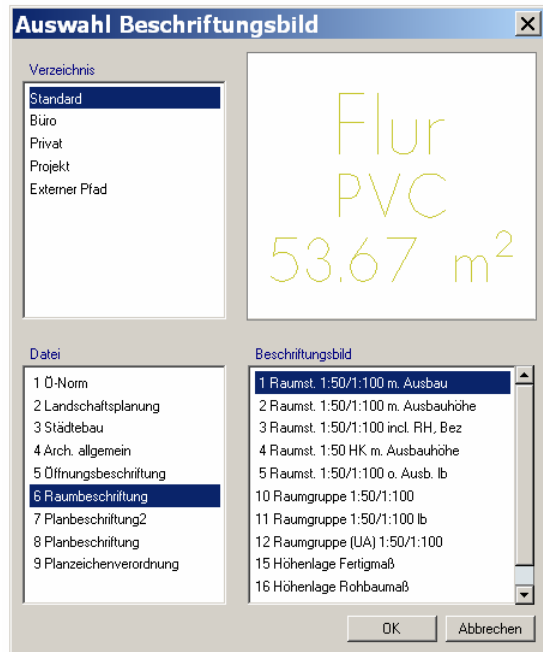 Auswahl Beschriftungsbild
Verzeichnis
Standard
Büro
Privat
Projekt
Externer Pfad
Flur
PVC
53.67 m²
Datei
1 Ö-Norm
2 Landschaftsplanung
3 Städtebau
4 Arch. allgemein
5 Öffnungsbeschriftung
6 Raumbeschriftung
7 Planbeschriftung2
8 Planbeschriftung
9 Planzeichenverordnung
Beschriftungsbild
1 Raumst. 1:50/1:100 m. Ausbau
2 Raumst. 1:50/1:100 m. Ausbauhöhe
3 Raumst. 1:50/1:100 incl. RH, Bez
4 Raumst. 1:50 HK m. Ausbauhöhe
5 Raumst. 1:50/1:100 o. Ausb. lb
10 Raumgruppe 1:50/1:100
11 Raumgruppe 1:50/1:100 lb
12 Raumgruppe (UA) 1:50/1:100
15 Höhenlage Fertigmaß
16 Höhenlage Rohbaumaß
OK
Abbrechen